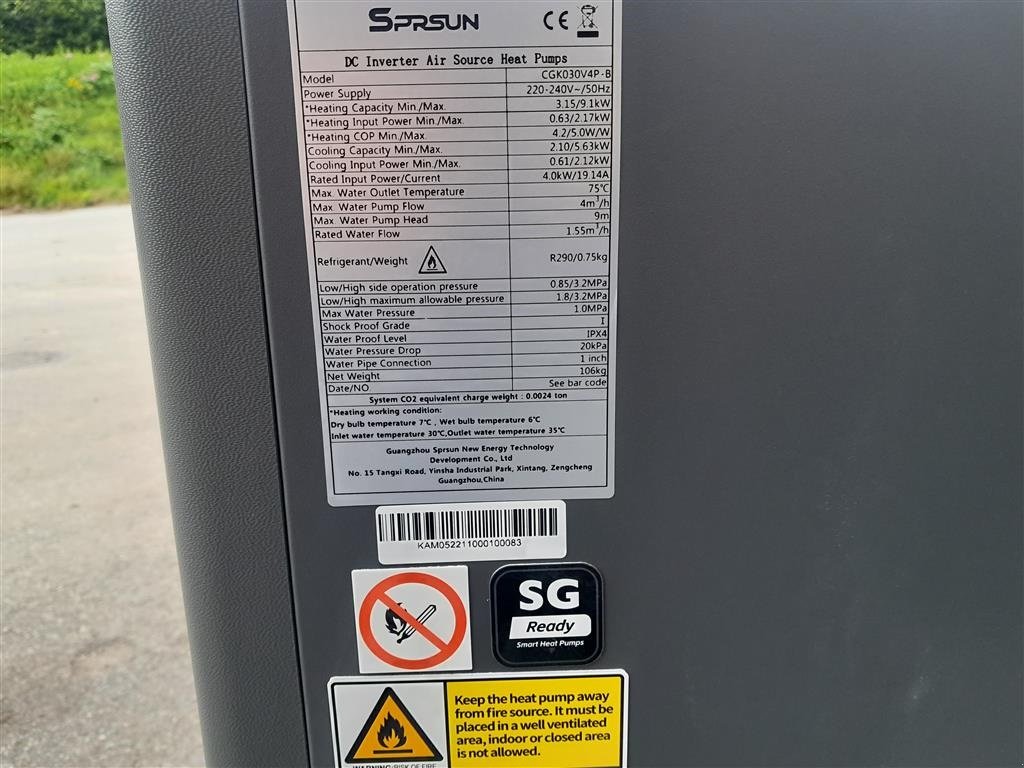 SPRSUN CE
DC Inverter Air Source Heat Pumps
Model CGK030V4P-B
Power Supply 220-240V~/50Hz
*Heating Capacity Min./Max. 3.15/9.1kW
*Heating Input Power Min./Max. 0.63/2.17kW
*Heating COP Min./Max. 4.2/5.0W/W
Cooling Capacity Min./Max. 2.10/5.63kW
Cooling Input Power Min./Max. 0.61/2.12kW
Rated Input Power/Current 4.0kW/19.14A
Max. Water Outlet Temperature 75℃
Max. Water Pump Flow 4m³/h
Max. Water Pump Head 9m
Rated Water Flow 1.55m³/h
Refrigerant/Weight R290/0.75kg
Low/High side operation pressure 0.85/3.2MPa
Low/High maximum allowable pressure 1.8/3.2MPa
Max Water Pressure 1.0MPa
Shock Proof Grade I
Water Proof Level IPX4
Water Pressure Drop 20kPa
Water Pipe Connection 1 inch
Net Weight 106kg
Date/NO. See bar code
System CO2 equivalent charge weight : 0.0024 ton
*Heating working condition:
Dry bulb temperature 7℃ , Wet bulb temperature 6℃
Inlet water temperature 30℃,Outlet water temperature 35℃
Guangzhou Sprsun New Energy Technology
Development Co., Ltd
No. 15 Tangxi Road, Yinsha Industrial Park, Xintang, Zengcheng
Guangzhou,China
KAM052211000100083
SG
Ready
Smart Heat Pumps
Keep the heat pump away
from fire source. It must be
placed in a well ventilated
area, indoor or closed area
is not allowed.
WARNING:RISK OF FIRE